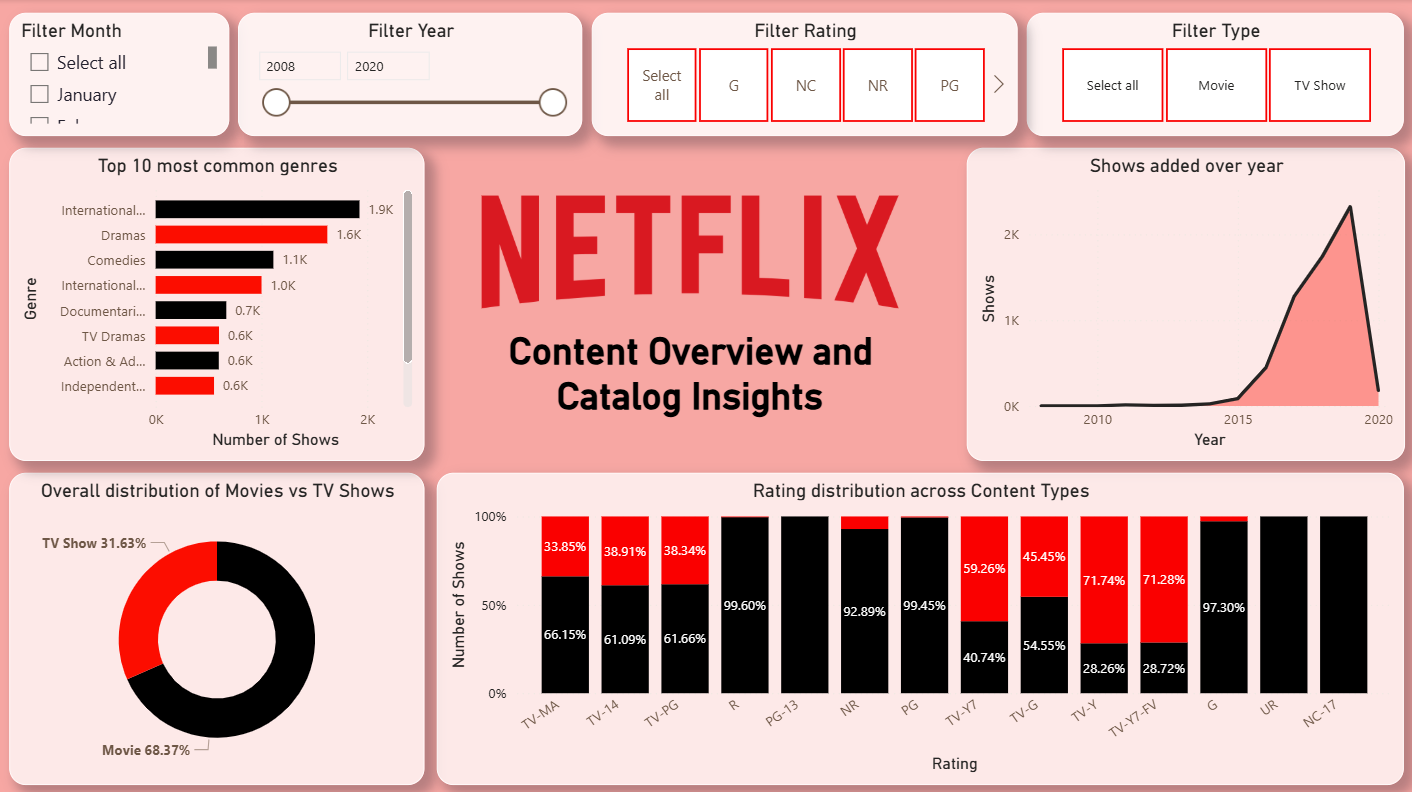 Filter Month
Select all
January
Filter Year
2008
2020
Filter Rating
Select
all
G
NC
NR
PG
Filter Type
Select all
Movie
TV Show
Top 10 most common genres
Genre
International...
1.9K
Dramas
1.6K
Comedies
1.1K
International...
1.0K
Documentari...
0.7K
TV Dramas
0.6K
Action & Ad...
0.6K
Independent...
0.6K
0K
1K
2K
Number of Shows
NETFLIX
Content Overview and
Catalog Insights
Shows added over year
Shows
2K
1K
0K
2010
2015
2020
Year
Overall distribution of Movies vs TV Shows
TV Show 31.63%
Movie 68.37%
Rating distribution across Content Types
Number of Shows
100%
50%
0%
33.85%
66.15%
38.91%
61.09%
38.34%
61.66%
99.60%
92.89%
99.45%
59.26%
40.74%
45.45%
54.55%
71.74%
28.26%
71.28%
28.72%
97.30%
TV-MA
TV-14
TV-PG
R
PG-13
NR
PG
TV-Y7
TV-G
TV-Y
TV-Y7-FV
G
UR
NC-17
Rating